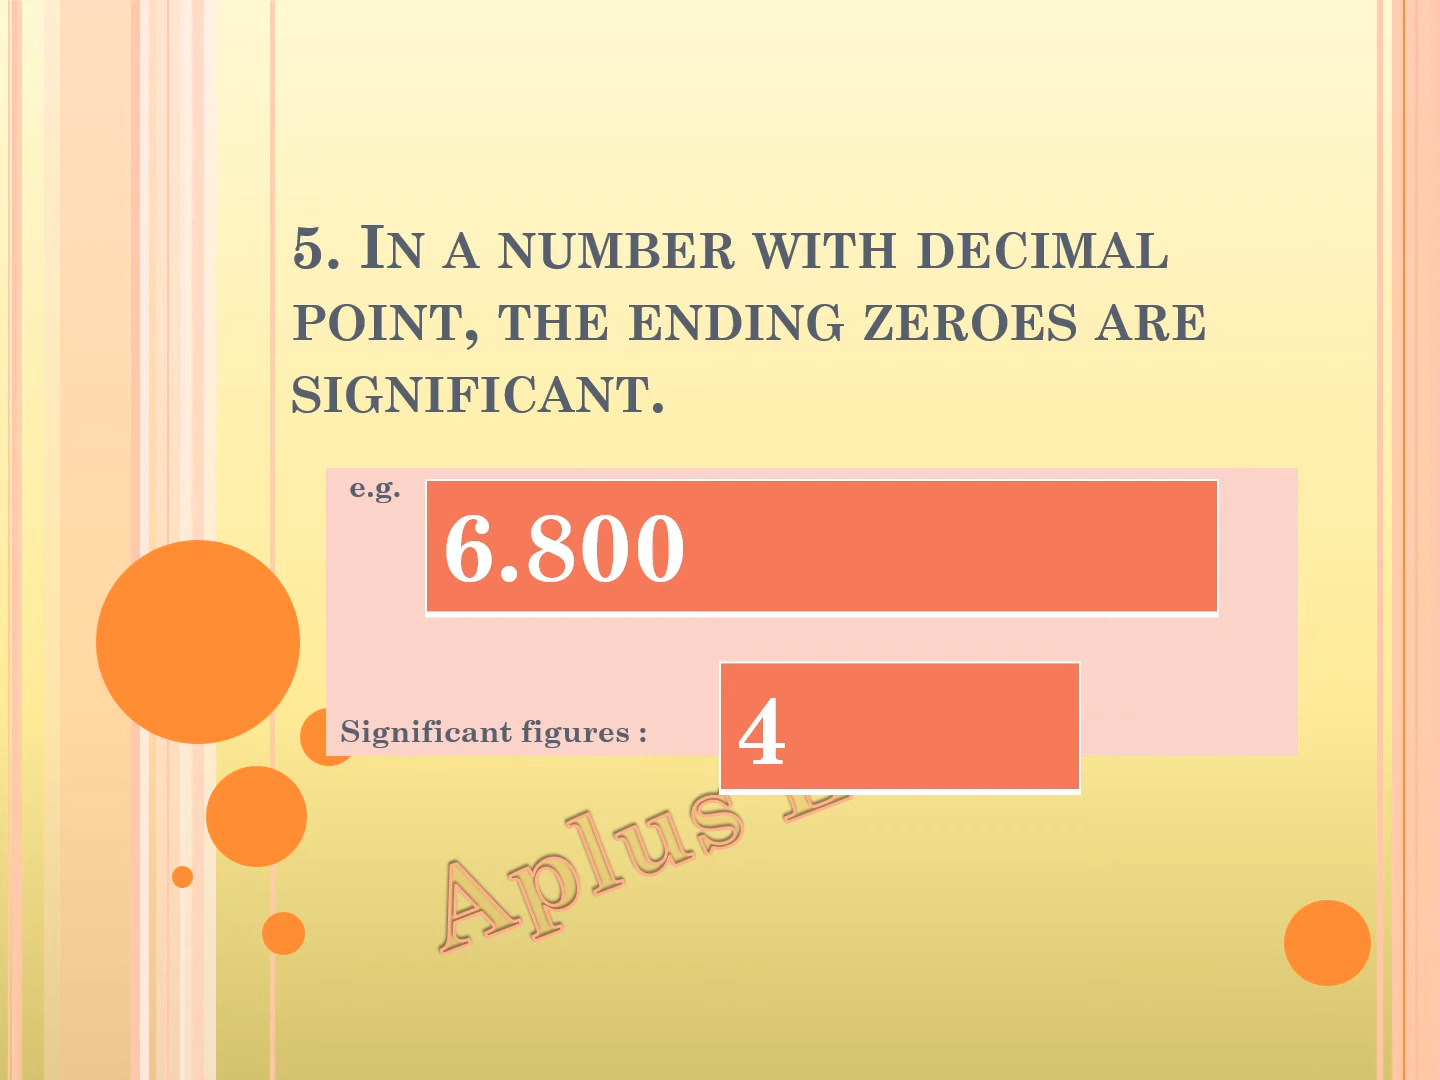 5. In a number with decimal
point, the ending zeroes are
significant.
e.g.
6.800
Significant figures :
4
Aplus